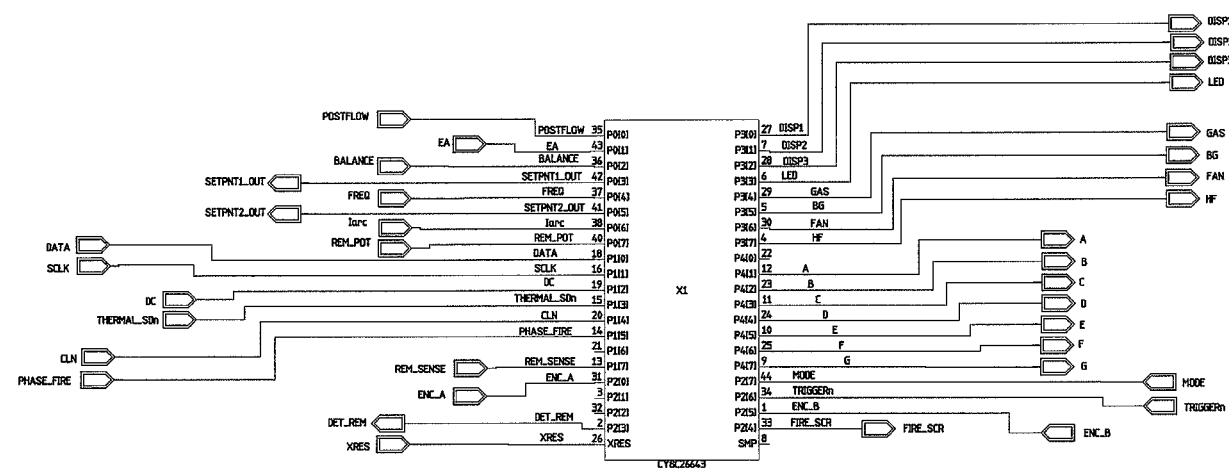 DISP
DISP
DISP
LED
POSTFLOW
POSTFLOW 35 P0[0]
P3[0] 27 DISP1
EA
EA 43 P0[1]
P3[1] 7 DISP2
GAS
BALANCE
BALANCE 36 P0[2]
P3[2] 28 DISP3
BG
SETPNT1_OUT
SETPNT1_OUT 42 P0[3]
P3[3] 6 LED
FAN
FREQ
FREQ 37 P0[4]
P3[4] 29 GAS
HF
SETPNT2_OUT
SETPNT2_OUT 41 P0[5]
P3[5] 5 BG
Iarc
Iarc 38 P0[6]
P3[6] 30 FAN
REM_POT
REM_POT 40 P0[7]
P3[7] 4 HF
A
DATA
DATA 18 P1[0]
P4[0] 22
B
SCLK
SCLK 16 P1[1]
P4[1] 12 A
DC
DC 19 P1[2]
X1
P4[2] 23 B
C
THERMAL_SDn
THERMAL_SDn 15 P1[3]
P4[3] 11 C
D
CLN
CLN 20 P1[4]
P4[4] 24 D
E
PHASE_FIRE
PHASE_FIRE 14 P1[5]
P4[5] 10 E
F
21 P1[6]
P4[6] 25 F
REM_SENSE
REM_SENSE 13 P1[7]
P4[7] 9 G
G
ENC_A
ENC_A 31 P2[0]
P2[7] 44 MODE
MODE
3 P2[1]
P2[6] 34 TRIGGERn
TRIGGERn
32 P2[2]
P2[5] 1 ENC_B
ENC_B
DET_REM
DET_REM 2 P2[3]
P2[4] 33 FIRE_SCR
FIRE_SCR
XRES
XRES 26 XRES
SMP 8
CY8C26643